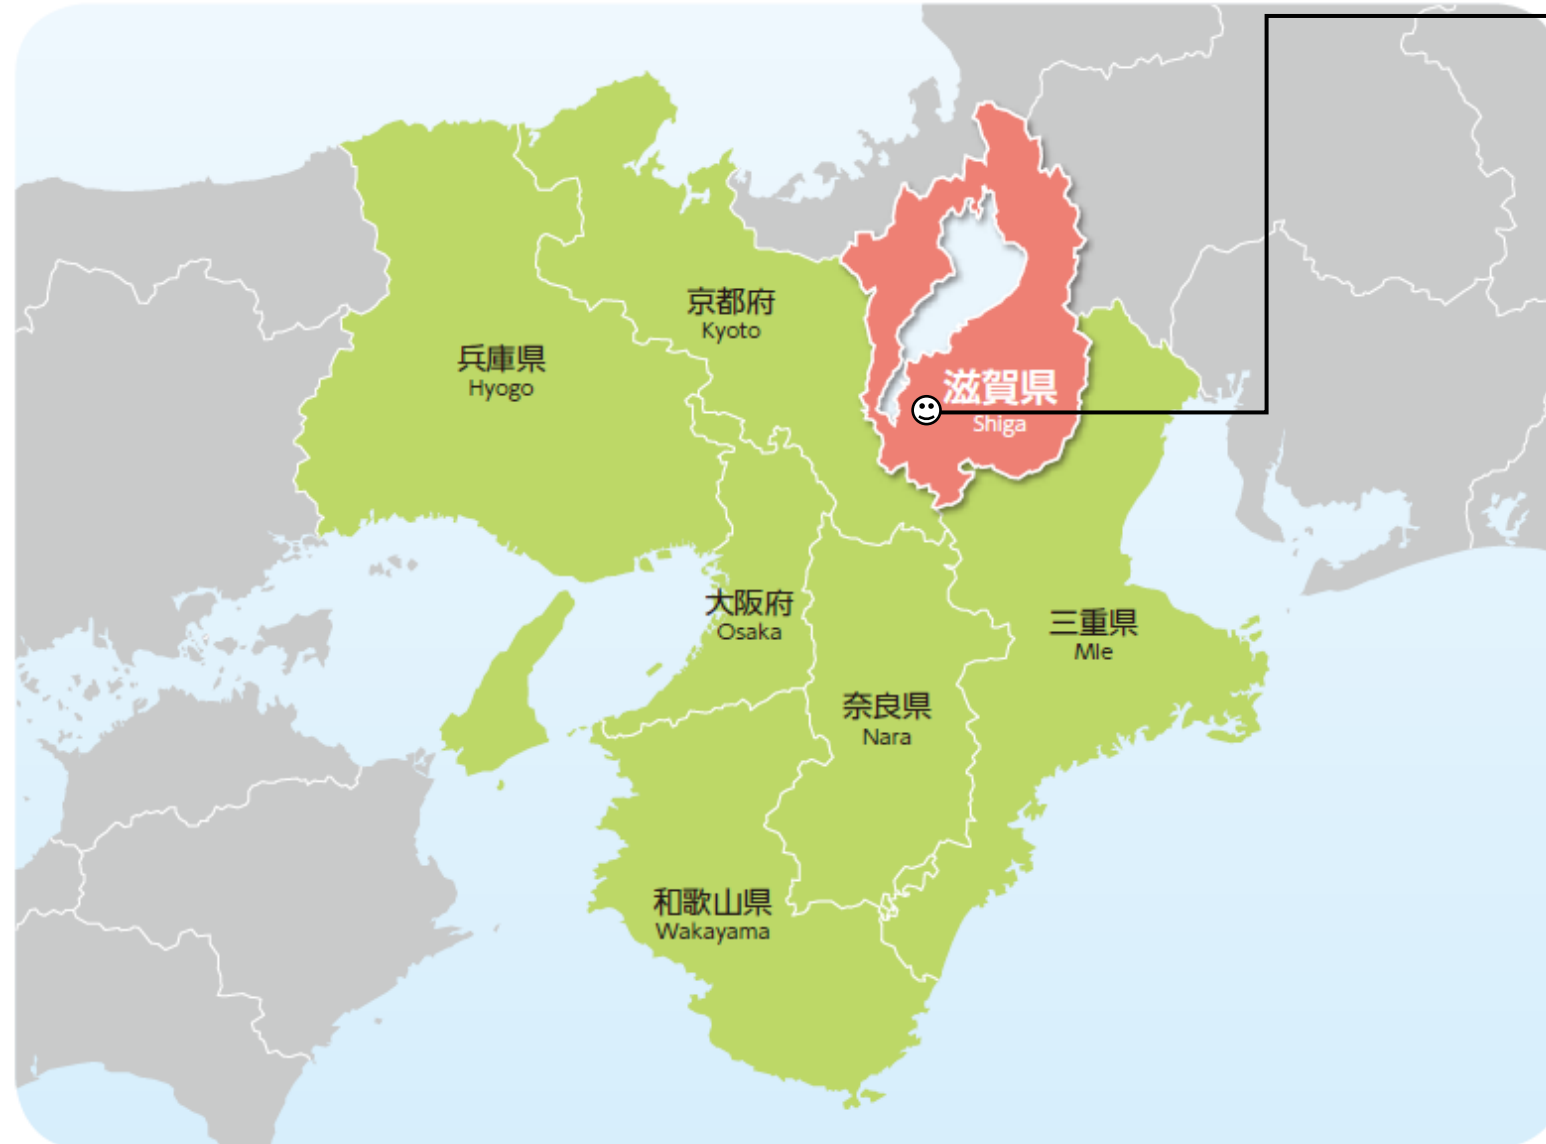 京都府
Kyoto
兵庫県
Hyogo
滋賀県
Shiga
大阪府
Osaka
三重県
MIe
奈良県
Nara
和歌山県
Wakayama